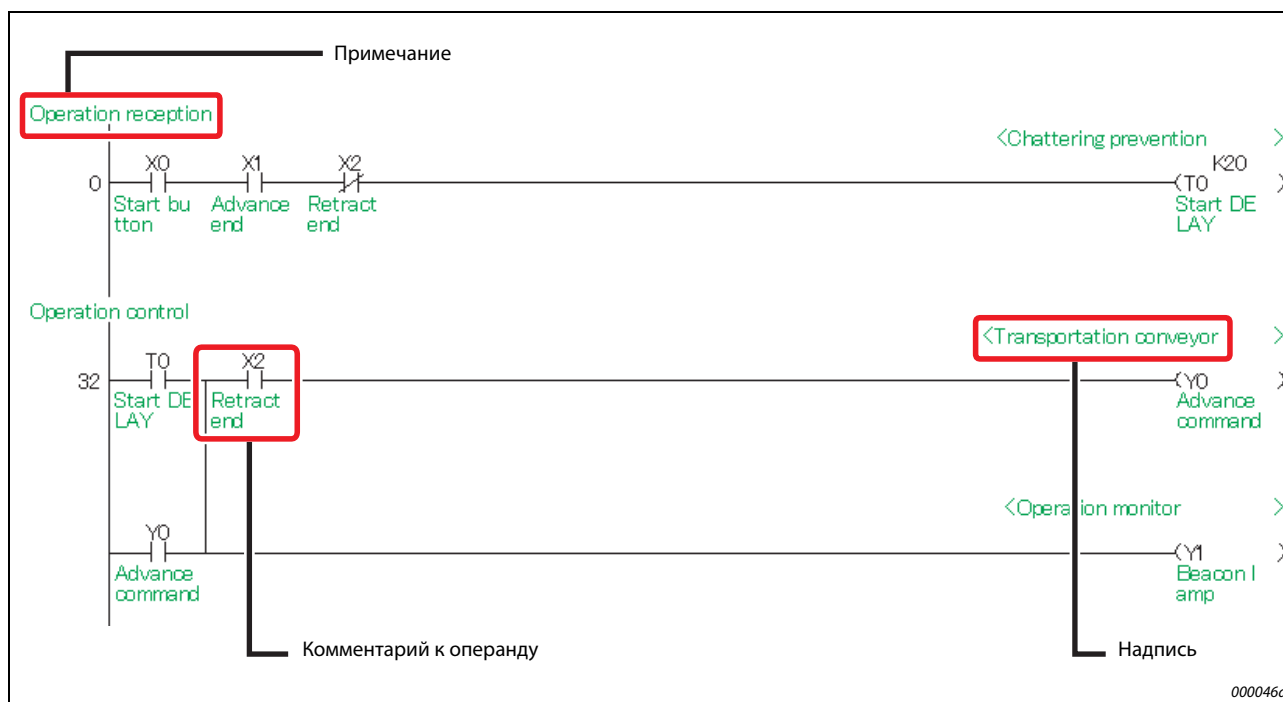 Примечание
Operation reception
<Chattering prevention >
X0 X1 X2 K20
0 (T0 )
Start bu Advance Retract Start DE
tton end end LAY
Operation control
<Transportation conveyor >
T0 X2
32 (Y0 )
Start DE Retract Advance
LAY end command
<Opera ion monitor >
Y0
(Y1 )
Advance Beacon l
command amp
Комментарий к операнду Надпись